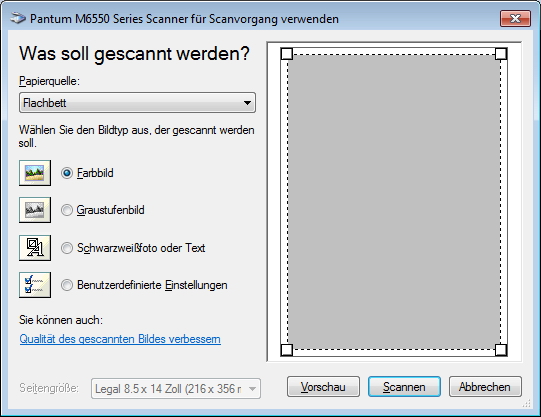 Pantum M6550 Series Scanner für Scanvorgang verwenden
Was soll gescannt werden?
Papierquelle:
Flachbett
Wählen Sie den Bildtyp aus, der gescannt werden
soll.
Farbbild
Graustufenbild
Schwarzweißfoto oder Text
Benutzerdefinierte Einstellungen
Sie können auch:
Qualität des gescannten Bildes verbessern
Seitengröße:
Legal 8.5 x 14 Zoll (216 x 356 r
Vorschau
Scannen
Abbrechen